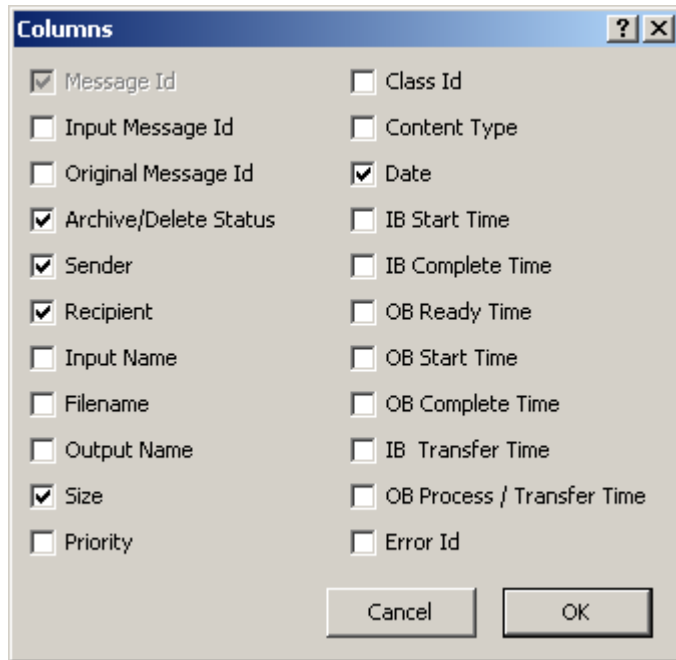 Columns
Message Id
Input Message Id
Original Message Id
Archive/Delete Status
Sender
Recipient
Input Name
Filename
Output Name
Size
Priority
Class Id
Content Type
Date
IB Start Time
IB Complete Time
OB Ready Time
OB Start Time
OB Complete Time
IB  Transfer Time
OB Process / Transfer Time
Error Id
Cancel
OK